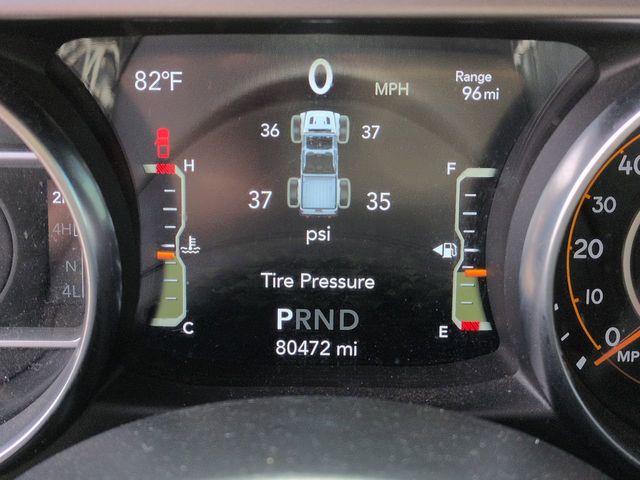 82°F
0
MPH
Range
96 mi
36
37
H
F
37
35
psi
Tire Pressure
C
E
PRND
80472 mi
4H
N
4L
40
30
20
10
0
MP